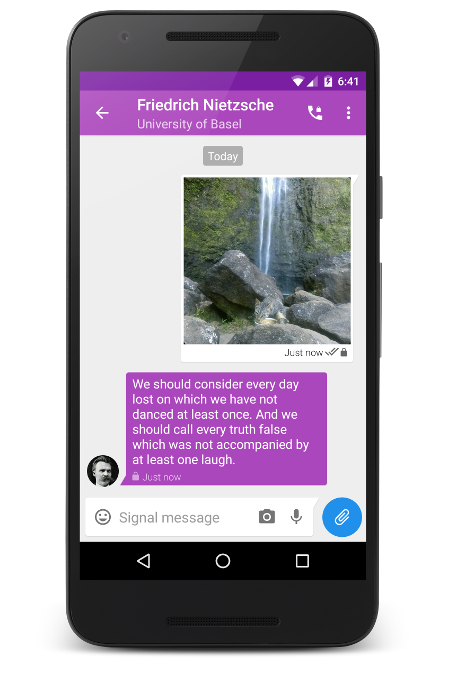 6:41
Friedrich Nietzsche
University of Basel
Today
Just now
We should consider every day
lost on which we have not
danced at least once. And we
should call every truth false
which was not accompanied by
at least one laugh.
Just now
Signal message